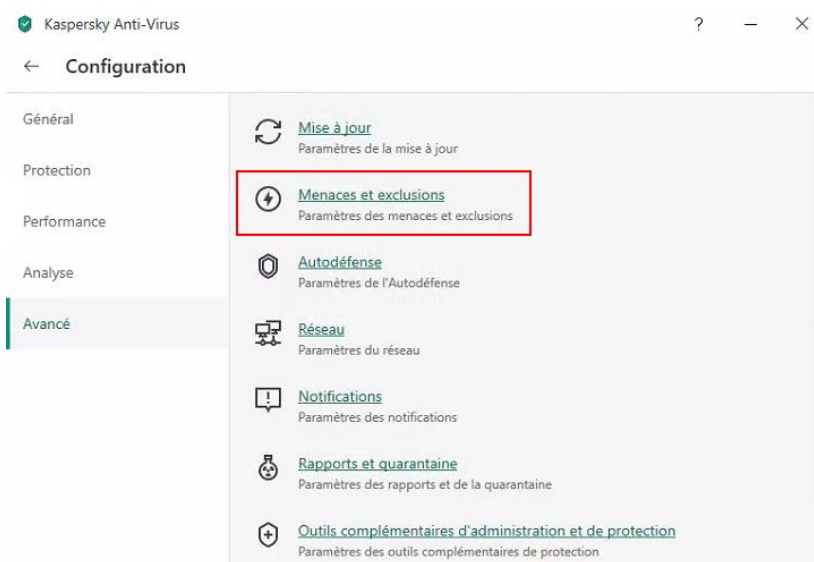 Kaspersky Anti-Virus
?
Configuration
Général
Protection
Performance
Analyse
Avancé
Mise à jour
Paramètres de la mise à jour
Menaces et exclusions
Paramètres des menaces et exclusions
Autodéfense
Paramètres de l'Autodéfense
Réseau
Paramètres du réseau
Notifications
Paramètres des notifications
Rapports et quarantaine
Paramètres des rapports et de la quarantaine
Outils complémentaires d'administration et de protection
Paramètres des outils complémentaires de protection